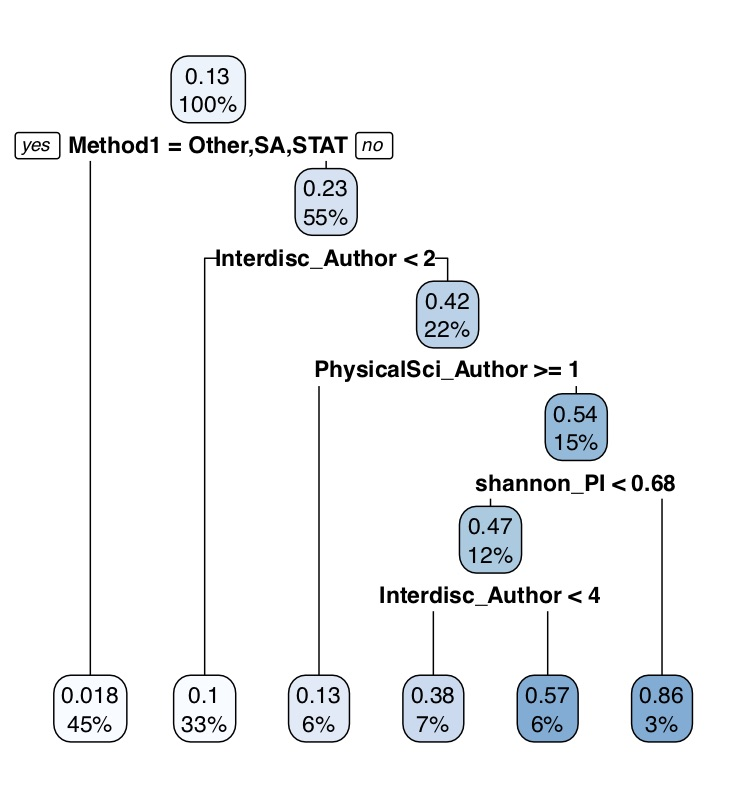 0.13
100%
yes Method1 = Other,SA,STAT no
0.23
55%
Interdisc_Author < 2
0.42
22%
PhysicalSci_Author >= 1
0.54
15%
shannon_PI < 0.68
0.47
12%
Interdisc_Author < 4
0.018 0.1 0.13 0.38 0.57 0.86
45% 33% 6% 7% 6% 3%